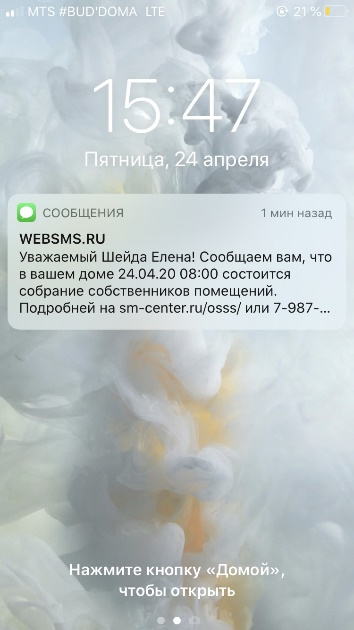 MTS #BUD'DOMA LTE 21 %
15:47
Пятница, 24 апреля
СООБЩЕНИЯ 1 мин назад
WEBSMS.RU
Уважаемый Шейда Елена! Сообщаем вам, что
в вашем доме 24.04.20 08:00 состоится
собрание собственников помещений.
Подробней на sm-center.ru/osss/ или 7-987-...
Нажмите кнопку «Домой»,
чтобы открыть